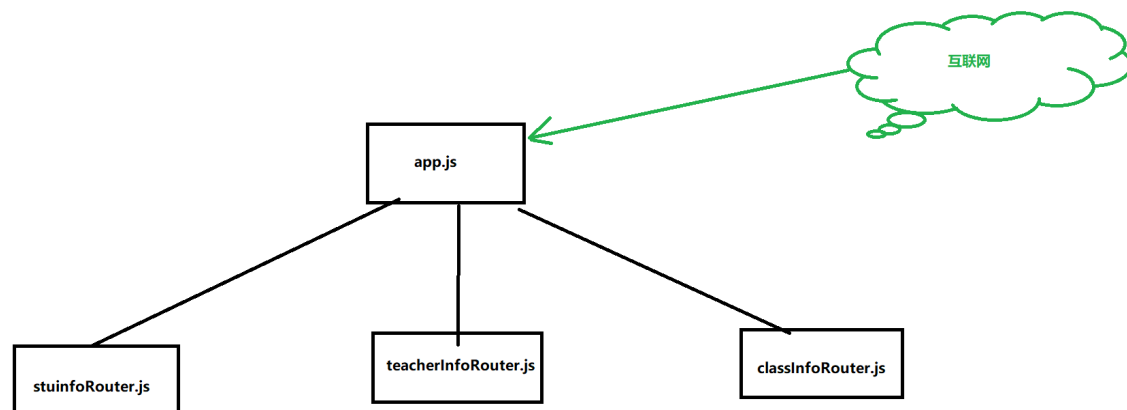 互联网
app.js
stuinfoRouter.js
teacherInfoRouter.js
classInfoRouter.js